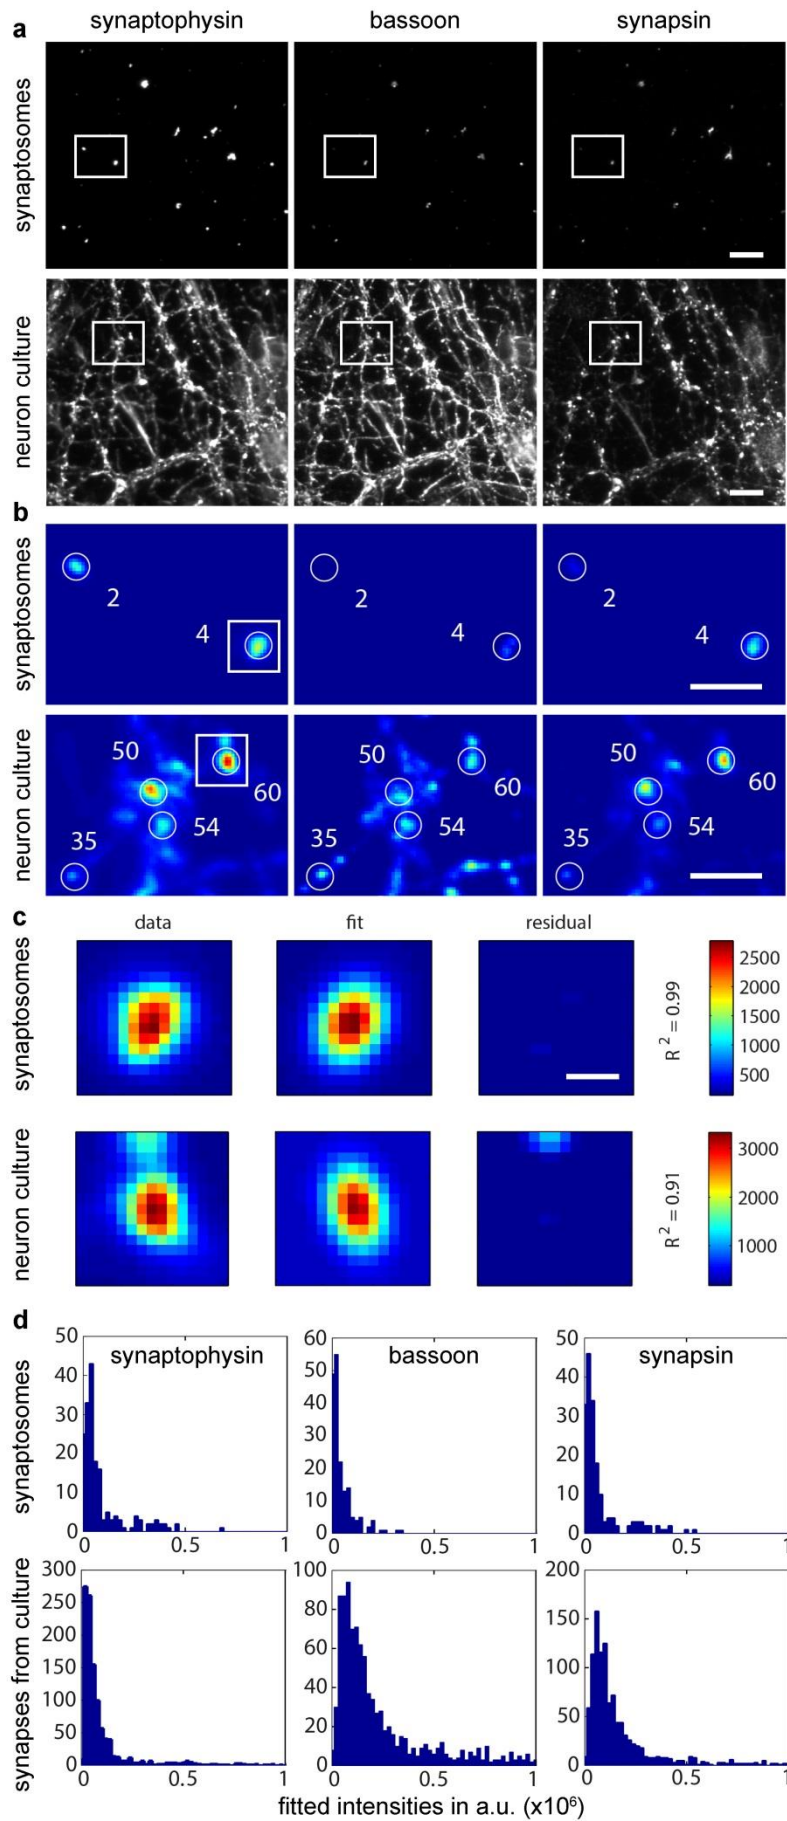 synaptophysin bassoon synapsin
a
synaptosomes
neuron culture
b
synaptosomes
2 2 2
4 4 4
neuron culture
50 50 50
60 60 60
35 54 35 54 35 54
c
data fit residual
synaptosomes
R² = 0.99
2500
2000
1500
1000
500
neuron culture
R² = 0.91
3000
2000
1000
d
synaptosomes
synaptophysin
50
40
30
20
10
0
0 0.5 1
bassoon
60
50
40
30
20
10
0
0 0.5 1
synapsin
50
40
30
20
10
0
0 0.5 1
synapses from culture
300
250
200
150
100
50
0
0 0.5 1
100
80
60
40
20
0
0 0.5 1
200
150
100
50
0
0 0.5 1
fitted intensities in a.u. (x10⁶)